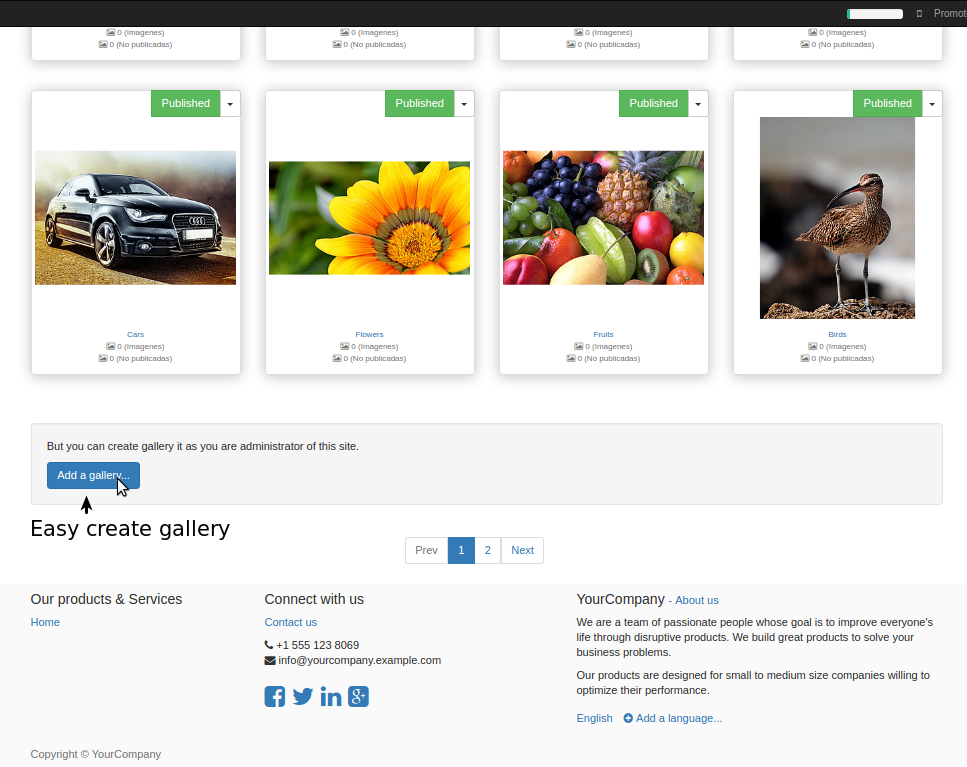 Promot
0 (Imagenes)
0 (No publicadas)
0 (Imagenes)
0 (No publicadas)
0 (Imagenes)
0 (No publicadas)
0 (Imagenes)
0 (No publicadas)
Published
Published
Published
Published
Cars
0 (Imagenes)
0 (No publicadas)
Flowers
0 (Imagenes)
0 (No publicadas)
Fruits
0 (Imagenes)
0 (No publicadas)
Birds
0 (Imagenes)
0 (No publicadas)
But you can create gallery it as you are administrator of this site.
Add a gallery...
Easy create gallery
Prev 1 2 Next
Our products & Services
Home
Connect with us
Contact us
+1 555 123 8069
info@yourcompany.example.com
YourCompany - About us
We are a team of passionate people whose goal is to improve everyone's
life through disruptive products. We build great products to solve your
business problems.
Our products are designed for small to medium size companies willing to
optimize their performance.
English Add a language...
Copyright © YourCompany